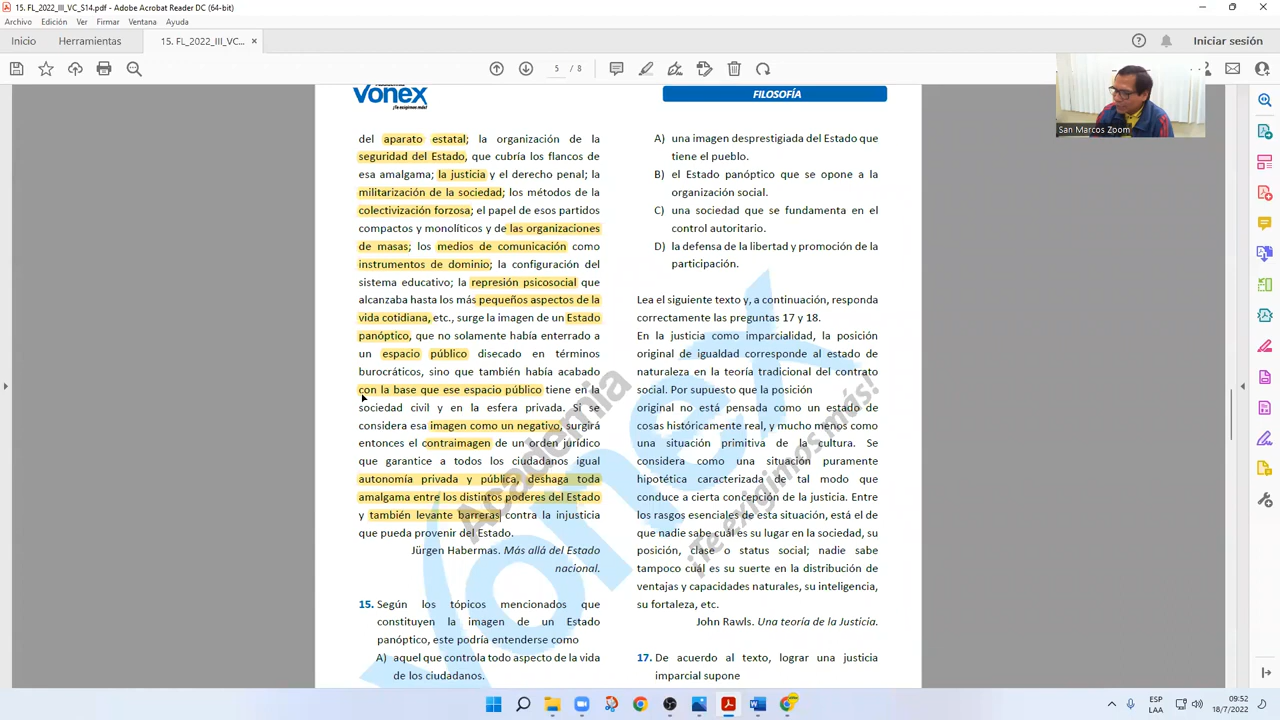 15. FL_2022_III_VC_S14.pdf - Adobe Acrobat Reader DC (64-bit)
Archivo Edición Ver Firmar Ventana Ayuda
Inicio Herramientas 15. FL_2022_III_VC... × Iniciar sesión
5 / 8
San Marcos Zoom
vonex
¡Te exigimos más!
FILOSOFÍA
del aparato estatal; la organización de la
seguridad del Estado, que cubría los flancos de
esa amalgama; la justicia y el derecho penal; la
militarización de la sociedad; los métodos de la
colectivización forzosa; el papel de esos partidos
compactos y monolíticos y de las organizaciones
de masas; los medios de comunicación como
instrumentos de dominio; la configuración del
sistema educativo; la represión psicosocial que
alcanzaba hasta los más pequeños aspectos de la
vida cotidiana, etc., surge la imagen de un Estado
panóptico, que no solamente había enterrado a
un espacio público disecado en términos
burocráticos, sino que también había acabado
con la base que ese espacio público tiene en la
sociedad civil y en la esfera privada. Si se
considera esa imagen como un negativo, surgirá
entonces el contraimagen de un orden jurídico
que garantice a todos los ciudadanos igual
autonomía privada y pública, deshaga toda
amalgama entre los distintos poderes del Estado
y también levante barreras contra la injusticia
que pueda provenir del Estado.
Jürgen Habermas. Más allá del Estado
nacional.
15. Según los tópicos mencionados que
constituyen la imagen de un Estado
panóptico, este podría entenderse como
A) aquel que controla todo aspecto de la vida
de los ciudadanos.
A) una imagen desprestigiada del Estado que
tiene el pueblo.
B) el Estado panóptico que se opone a la
organización social.
C) una sociedad que se fundamenta en el
control autoritario.
D) la defensa de la libertad y promoción de la
participación.
Lea el siguiente texto y, a continuación, responda
correctamente las preguntas 17 y 18.
En la justicia como imparcialidad, la posición
original de igualdad corresponde al estado de
naturaleza en la teoría tradicional del contrato
social. Por supuesto que la posición
original no está pensada como un estado de
cosas históricamente real, y mucho menos como
una situación primitiva de la cultura. Se
considera como una situación puramente
hipotética caracterizada de tal modo que
conduce a cierta concepción de la justicia. Entre
los rasgos esenciales de esta situación, está el de
que nadie sabe cuál es su lugar en la sociedad, su
posición, clase o status social; nadie sabe
tampoco cuál es su suerte en la distribución de
ventajas y capacidades naturales, su inteligencia,
su fortaleza, etc.
John Rawls. Una teoría de la Justicia.
17. De acuerdo al texto, lograr una justicia
imparcial supone
Academia
vonex
¡Te exigimos más!
ESP
LAA
09:52
18/7/2022